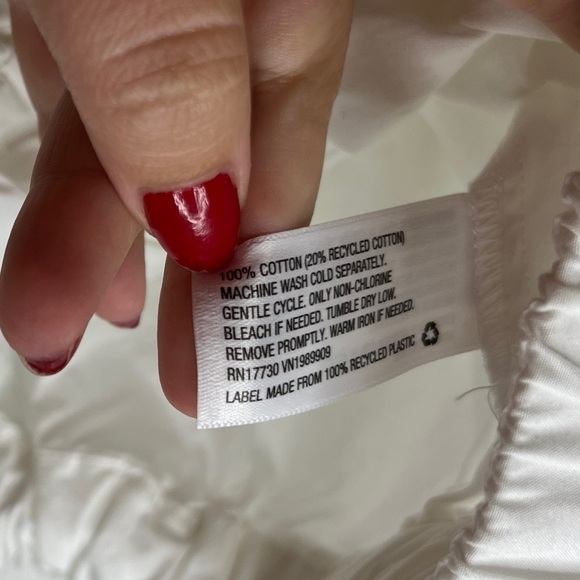 100% COTTON (20% RECYCLED COTTON)
MACHINE WASH COLD SEPARATELY.
GENTLE CYCLE. ONLY NON-CHLORINE
BLEACH IF NEEDED. TUMBLE DRY LOW.
REMOVE PROMPTLY. WARM IRON IF NEEDED.
RN17730 VN1989909
LABEL MADE FROM 100% RECYCLED PLASTIC